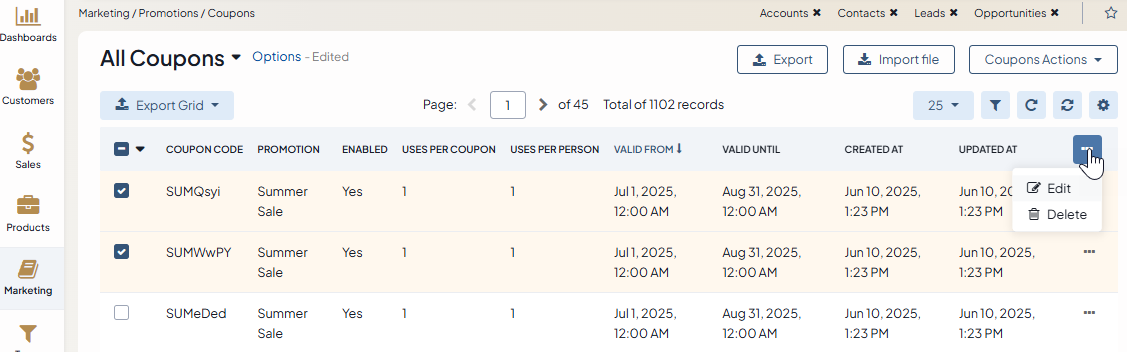 Marketing / Promotions / Coupons
Accounts ✖ Contacts ✖ Leads ✖ Opportunities ✖
Dashboards
Customers
Sales
Products
Marketing
All Coupons
Options - Edited
Export
Import file
Coupons Actions
Export Grid
Page: 1 of 45 Total of 1102 records
25
COUPON CODE PROMOTION ENABLED USES PER COUPON USES PER PERSON VALID FROM VALID UNTIL CREATED AT UPDATED AT
SUMQsyi Summer Yes 1 1 Jul 1, 2025, Aug 31, 2025, Jun 10, 2025, Jun 10, 20
Sale 12:00 AM 12:00 AM 1:23 PM 1:23 PM
Edit
Delete
SUMWwPY Summer Yes 1 1 Jul 1, 2025, Aug 31, 2025, Jun 10, 2025, Jun 10, 2025,
Sale 12:00 AM 12:00 AM 1:23 PM 1:23 PM
SUMeDed Summer Yes 1 1 Jul 1, 2025, Aug 31, 2025, Jun 10, 2025, Jun 10, 2025,
Sale 12:00 AM 12:00 AM 1:23 PM 1:23 PM